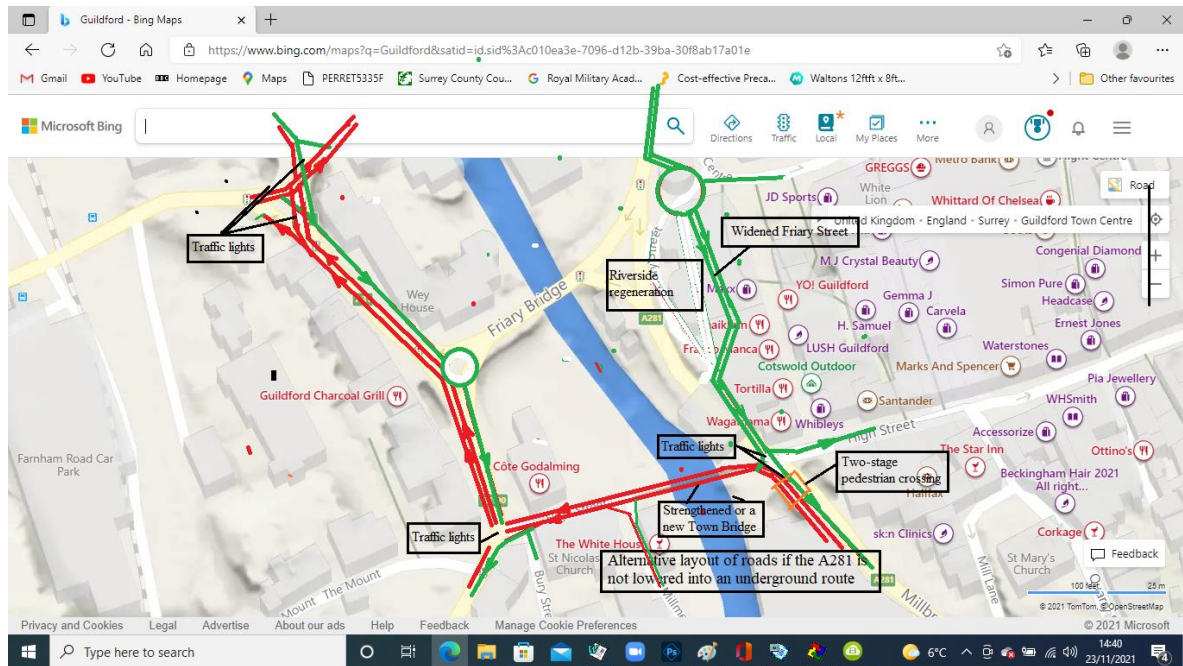 Guildford - Bing Maps
https://www.bing.com/maps?q=Guildford&satid=id.sid%3Ac010ea3e-7096-d12b-39ba-30f8ab17a01e
Gmail YouTube Homepage Maps PERRET5335F Surrey County Cou... Royal Military Acad... Cost-effective Preca... Waltons 12ftft x 8ft... Other favourites
Microsoft Bing
Directions Traffic Local My Places More
GREGGS
Metro Bank
White
Lion
JD Sports
Whittard Of Chelsea
Road
United Kingdom · England · Surrey · Guildford Town Centre
Widened Friary Street
Traffic lights
Congenial Diamond
M J Crystal Beauty
Riverside
regeneration
Wey
House
Friary Bridge
YO! Guildford
Gemma J
Simon Pure
Headcase
A281
Carvela
H. Samuel
Ernest Jones
LUSH Guildford
Waterstones
Cotswold Outdoor
Marks And Spencer
Pia Jewellery
Guildford Charcoal Grill
Tortilla
Santander
WHSmith
Wagamama
Whibleys
High Street
Accessorize
Traffic lights
The Star Inn
Ottino's
Farnham Road Car
Park
Côte Godalming
Two-stage
pedestrian crossing
Halifax
Beckingham Hair 2021
All right...
Strengthened or a
new Town Bridge
Traffic lights
sk:n Clinics
Corkage
The White House
St Nicolas
Church
Bury Stre
Alternative layout of roads if the A281 is
not lowered into an underground route
A281
Mill Lane
St Mary's
Church
Feedback
Mount The Mount
100 feet 25 m
© 2021 TomTom, © OpenStreetMap
Privacy and Cookies Legal Advertise About our ads Help Feedback Manage Cookie Preferences © 2021 Microsoft
Type here to search
6°C
14:40
23/11/2021
4